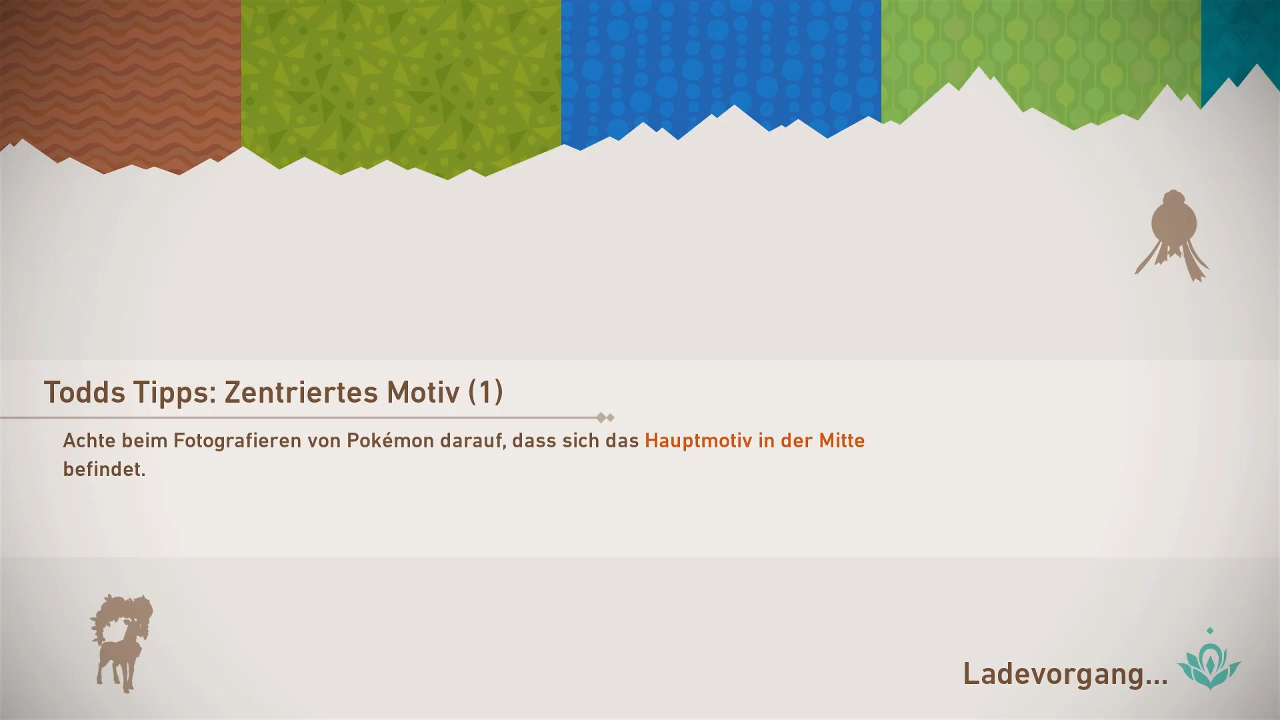 Todds Tipps: Zentriertes Motiv (1)
Achte beim Fotografieren von Pokémon darauf, dass sich das Hauptmotiv in der Mitte
befindet.
Ladevorgang...